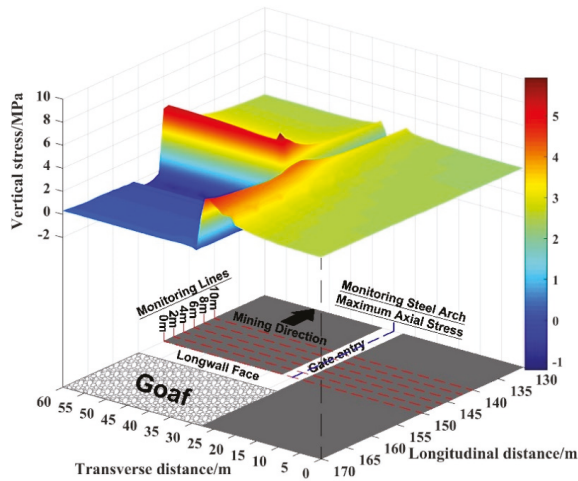 10
8
6
4
2
0
-2
Vertical stress/MPa
5
4
3
2
1
0
-1
Monitoring Lines
10m
8m
6m
4m
2m
0m
Mining Direction
Monitoring Steel Arch
Maximum Axial Stress
Longwall Face
Gate-entry
Goaf
60
55
50
45
40
35
30
25
20
15
10
5
0
Transverse distance/m
170
165
160
155
150
145
140
135
130
Longitudinal distance/m